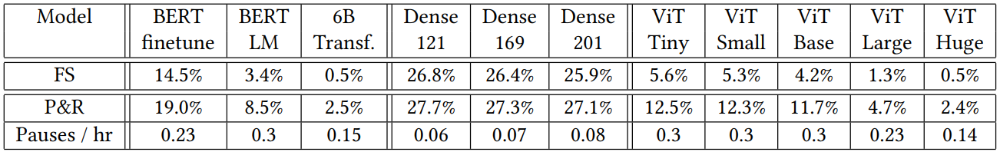 Model BERT BERT 6B Dense Dense Dense ViT ViT ViT ViT ViT
finetune LM Transf. 121 169 201 Tiny Small Base Large Huge
FS 14.5% 3.4% 0.5% 26.8% 26.4% 25.9% 5.6% 5.3% 4.2% 1.3% 0.5%
P&R 19.0% 8.5% 2.5% 27.7% 27.3% 27.1% 12.5% 12.3% 11.7% 4.7% 2.4%
Pauses / hr 0.23 0.3 0.15 0.06 0.07 0.08 0.3 0.3 0.3 0.23 0.14